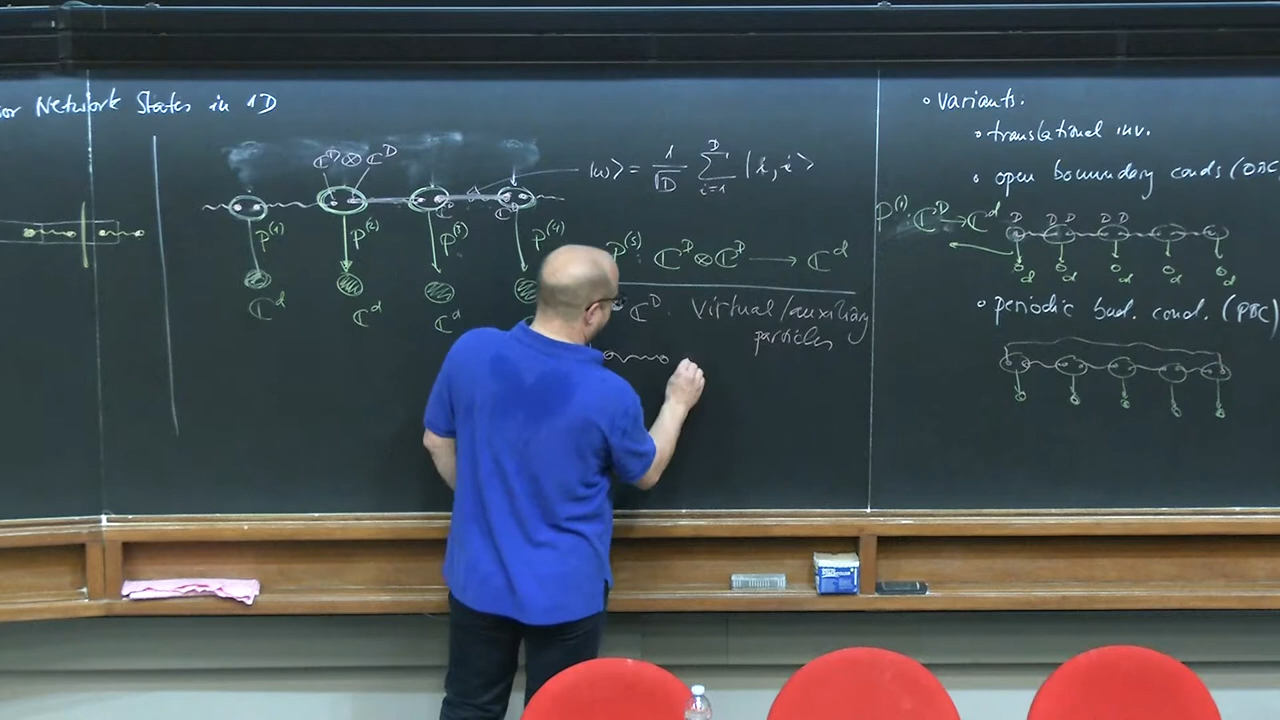 or Network States in 1D
ℂ^D ⊗ ℂ^D
|ω> = 1/√D ∑_{i=1}^{D} |i,i>
P^(1) P^(2) P^(3) P^(4)
P^(s): ℂ^D ⊗ ℂ^D ⟶ ℂ^d
ℂ^d ℂ^d ℂ^d
ℂ^D: Virtual/auxiliary
particles
∘ variants.
∘ translational inv.
∘ open boundary conds (OBC
P^(1): ℂ^D → ℂ^d
D D D D D
d d d d d
∘ periodic bnd. cond. (PBC)